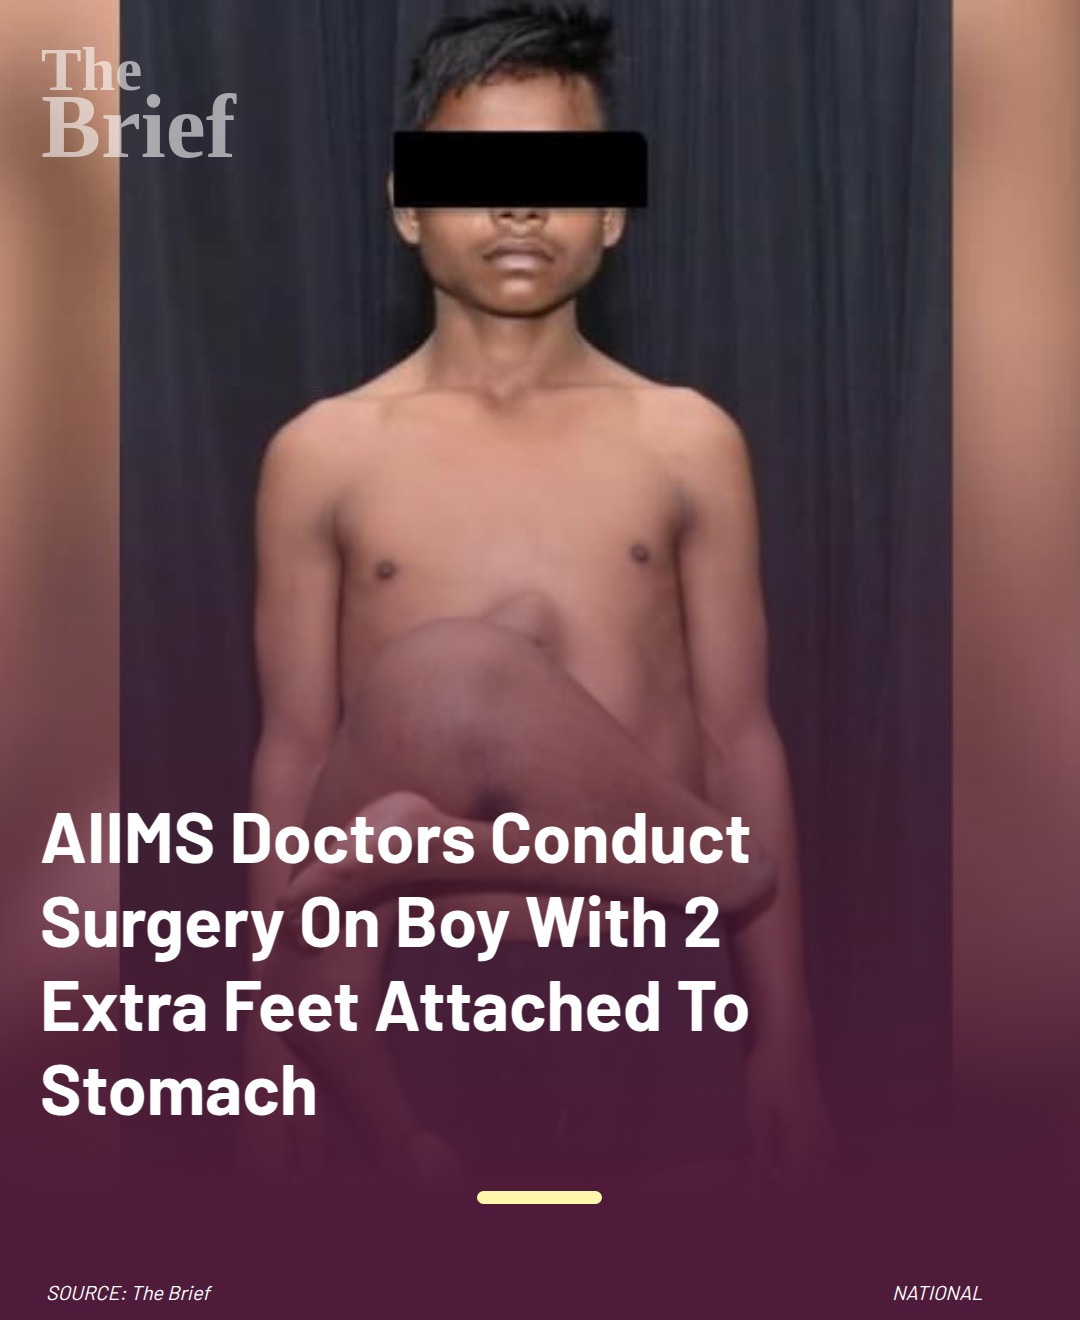 The
Brief
AIIMS Doctors Conduct
Surgery On Boy With 2
Extra Feet Attached To
Stomach
SOURCE: The Brief
NATIONAL